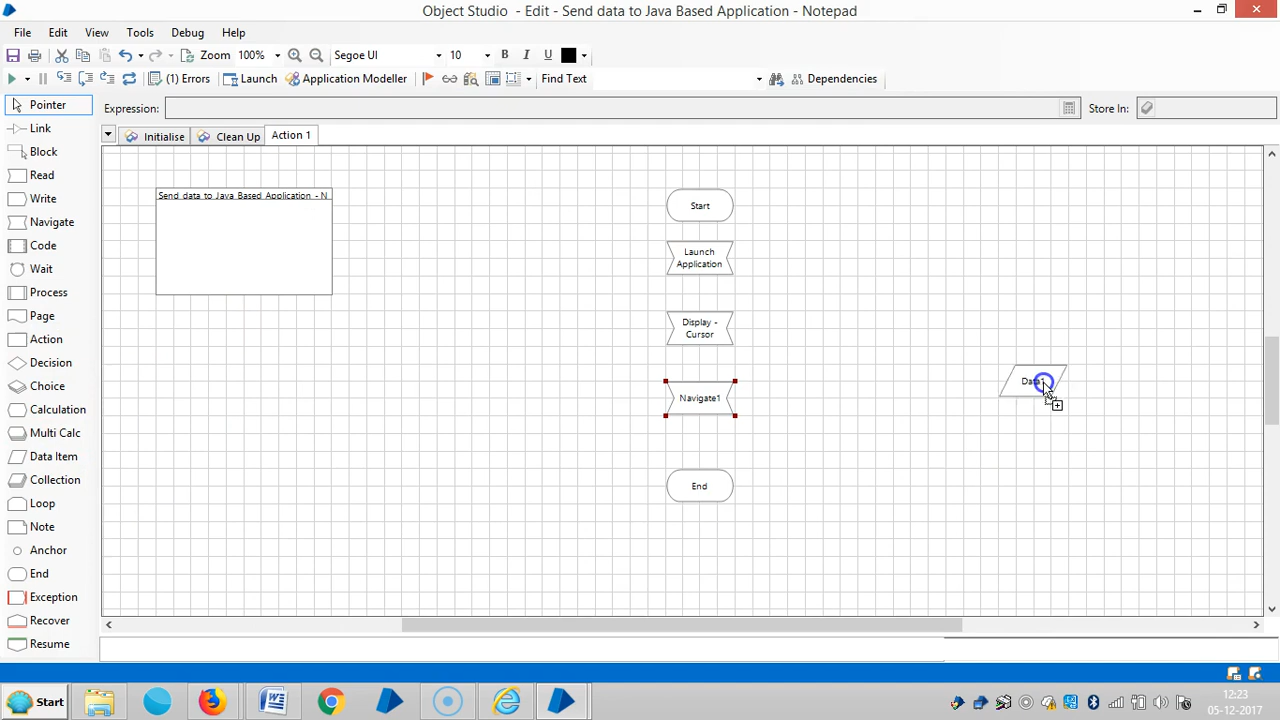 Object Studio - Edit - Send data to Java Based Application - Notepad
File Edit View Tools Debug Help
Zoom 100% Segoe UI 10 B I U
(1) Errors Launch Application Modeller Find Text Dependencies
Pointer Expression: Store In:
Link
Block
Read
Write
Navigate
Code
Wait
Process
Page
Action
Decision
Choice
Calculation
Multi Calc
Data Item
Collection
Loop
Note
Anchor
End
Exception
Recover
Resume
Initialise Clean Up Action 1
Send data to Java Based Application - N
Start
Launch
Application
Display -
Cursor
Navigate1
End
Start
12:23
05-12-2017